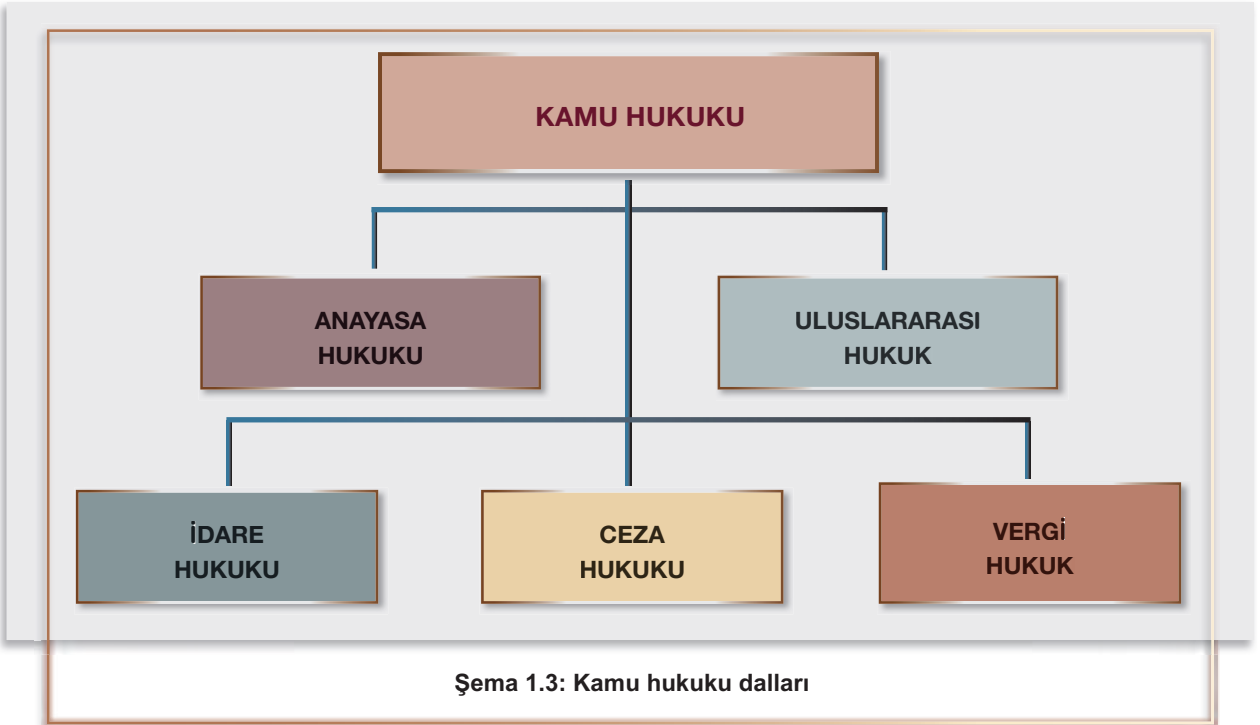 KAMU HUKUKU
ANAYASA
HUKUKU
ULUSLARARASI
HUKUK
İDARE
HUKUKU
CEZA
HUKUKU
VERGİ
HUKUK
Şema 1.3: Kamu hukuku dalları